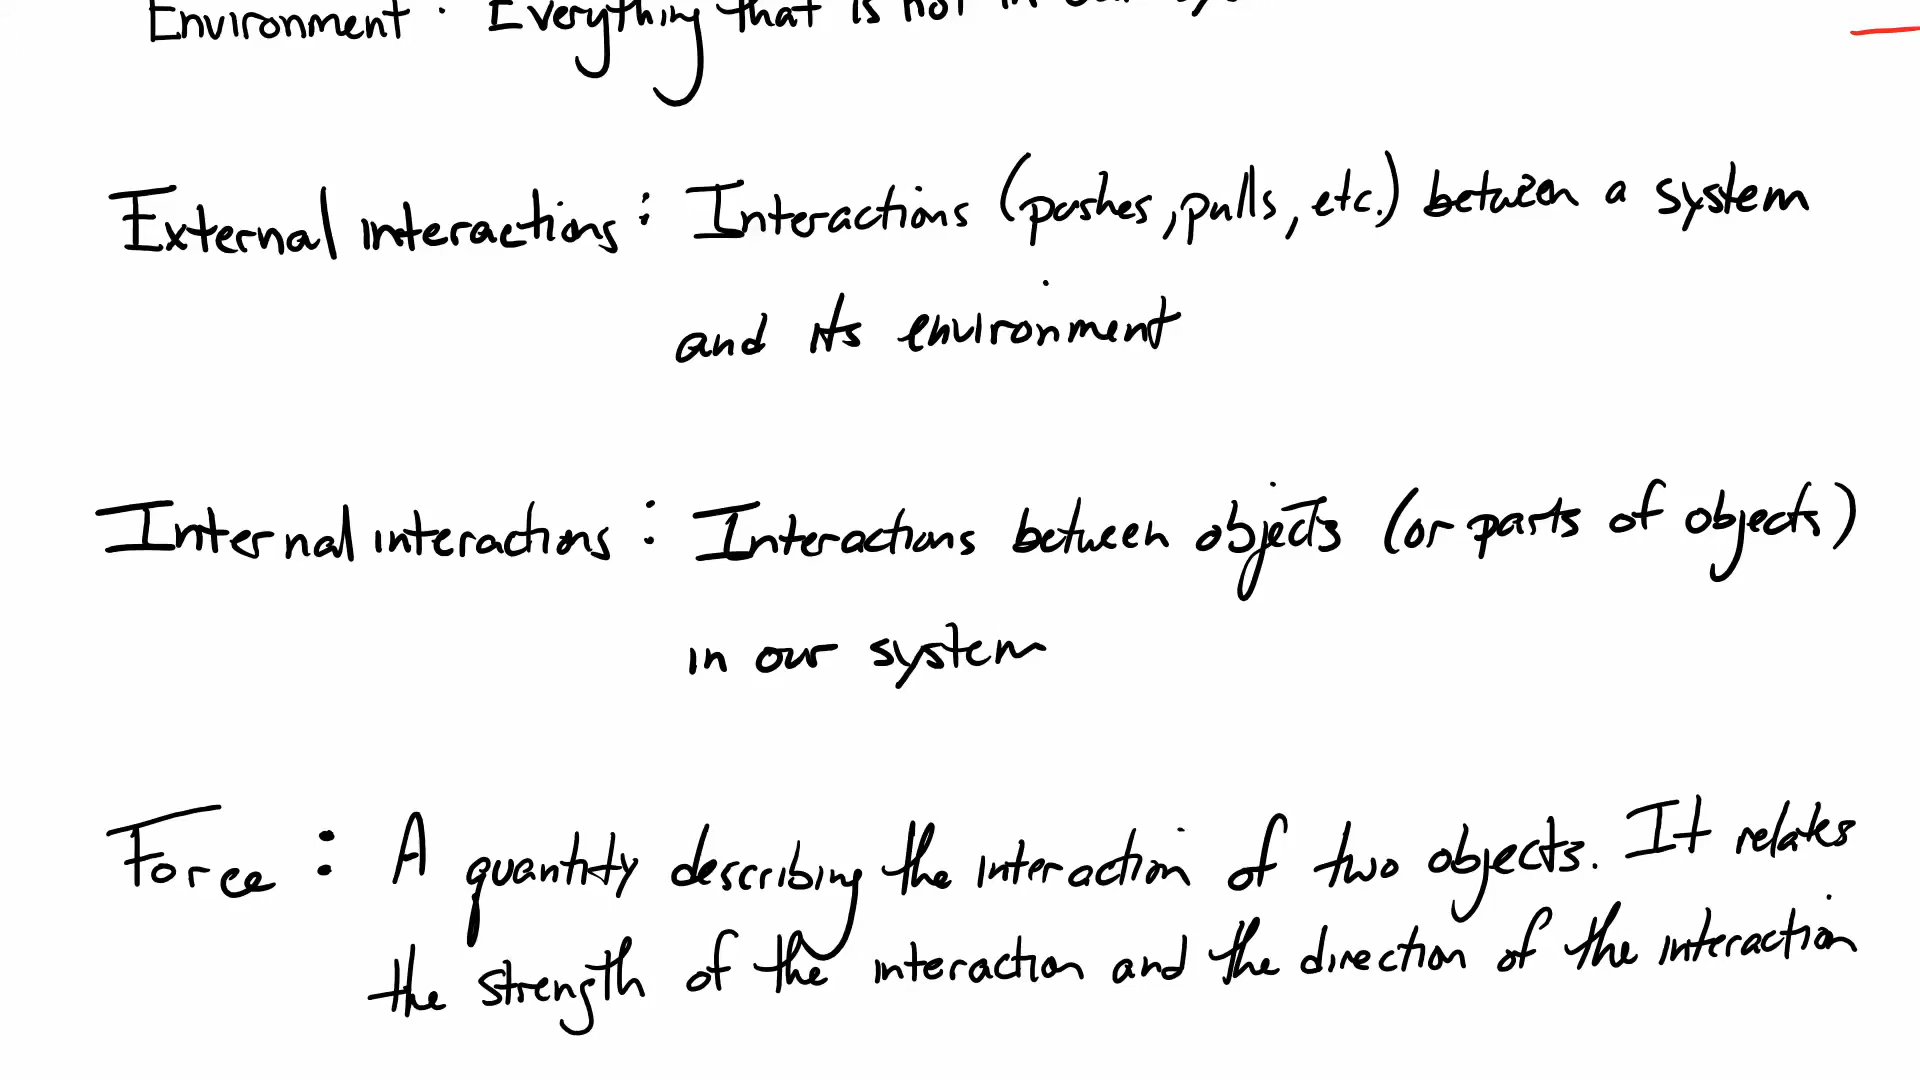 Environment : Everything that is not in our
External interactions : Interactions (pushes, pulls, etc.) between a system
and its environment
Internal interactions : Interactions between objects (or parts of objects)
in our system
Force : A quantity describing the interaction of two objects. It relates
the strength of the interaction and the direction of the interaction